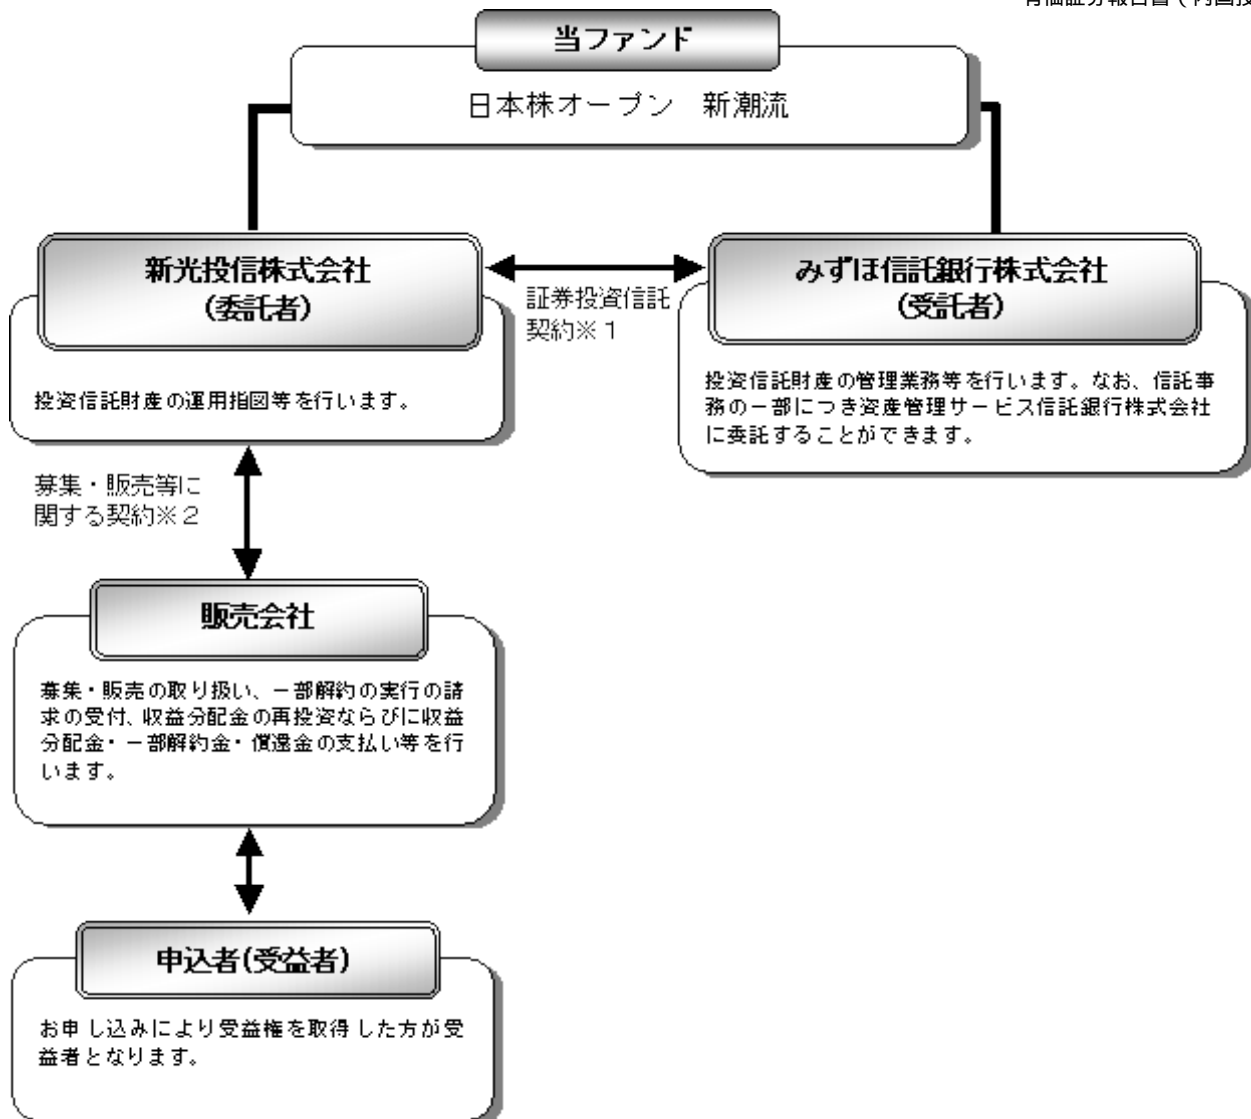 当ファンド
日本株オープン 新潮流
新光投信株式会社
(委託者)
投資信託財産の運用指図等を行います。
証券投資信託
契約※1
みずほ信託銀行株式会社
(受託者)
投資信託財産の管理業務等を行います。なお、信託事
務の一部につき資産管理サービス信託銀行株式会社
に委託することができます。
募集・販売等に
関する契約※2
販売会社
募集・販売の取り扱い、一部解約の実行の請
求の受付、収益分配金の再投資ならびに収益
分配金・一部解約金・償還金の支払い等を行
います。
申込者(受益者)
お申し込みにより受益権を取得した方が受
益者となります。